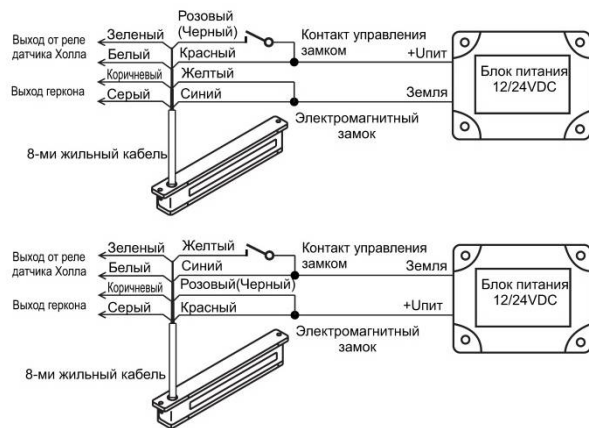 Розовый
(Черный)
Зеленый
Выход от реле
датчика Холла
Белый
Красный
Контакт управления
замком
+Uпит
Коричневый
Желтый
Выход геркона
Серый
Синий
Земля
Электромагнитный
замок
8-ми жильный кабель
Блок питания
12/24VDC
Зеленый
Желтый
Выход от реле
датчика Холла
Белый
Синий
Контакт управления
замком
Земля
Коричневый
Розовый(Черный)
Выход геркона
Серый
Красный
+Uпит
Электромагнитный
замок
8-ми жильный кабель
Блок питания
12/24VDC